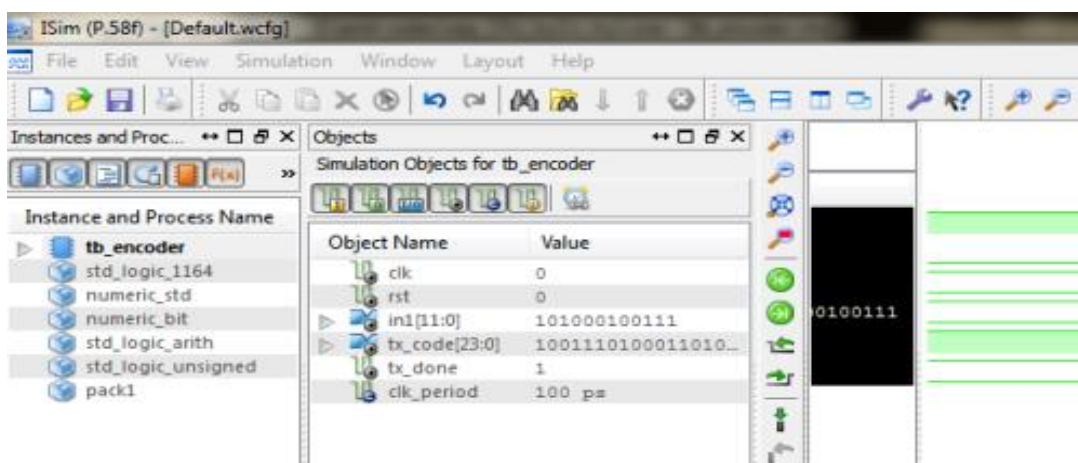 ISim (P.58f) - [Default.wcfg]
File Edit View Simulation Window Layout Help
Instances and Proc...
Objects
Simulation Objects for tb_encoder
F(x)
»
Instance and Process Name
Object Name Value
tb_encoder
std_logic_1164
numeric_std
numeric_bit
std_logic_arith
std_logic_unsigned
pack1
clk 0
rst 0
in1[11:0] 101000100111
tx_code[23:0] 1001110100011010...
tx_done 1
clk_period 100 ps
00100111